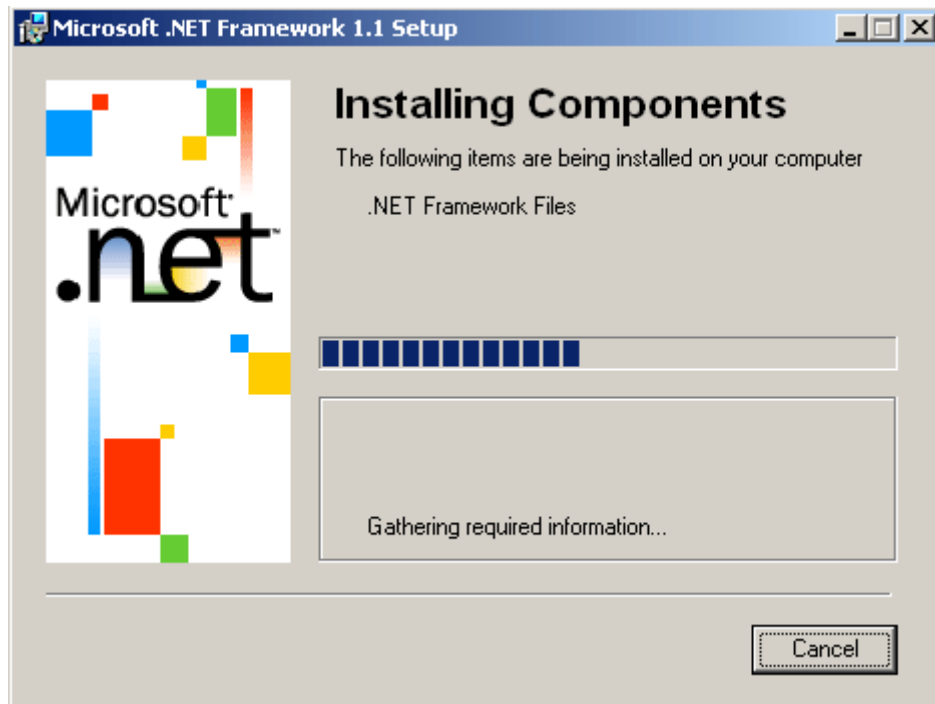 Microsoft .NET Framework 1.1 Setup
Installing Components
The following items are being installed on your computer
.NET Framework Files
Microsoft
.net™
Gathering required information...
Cancel